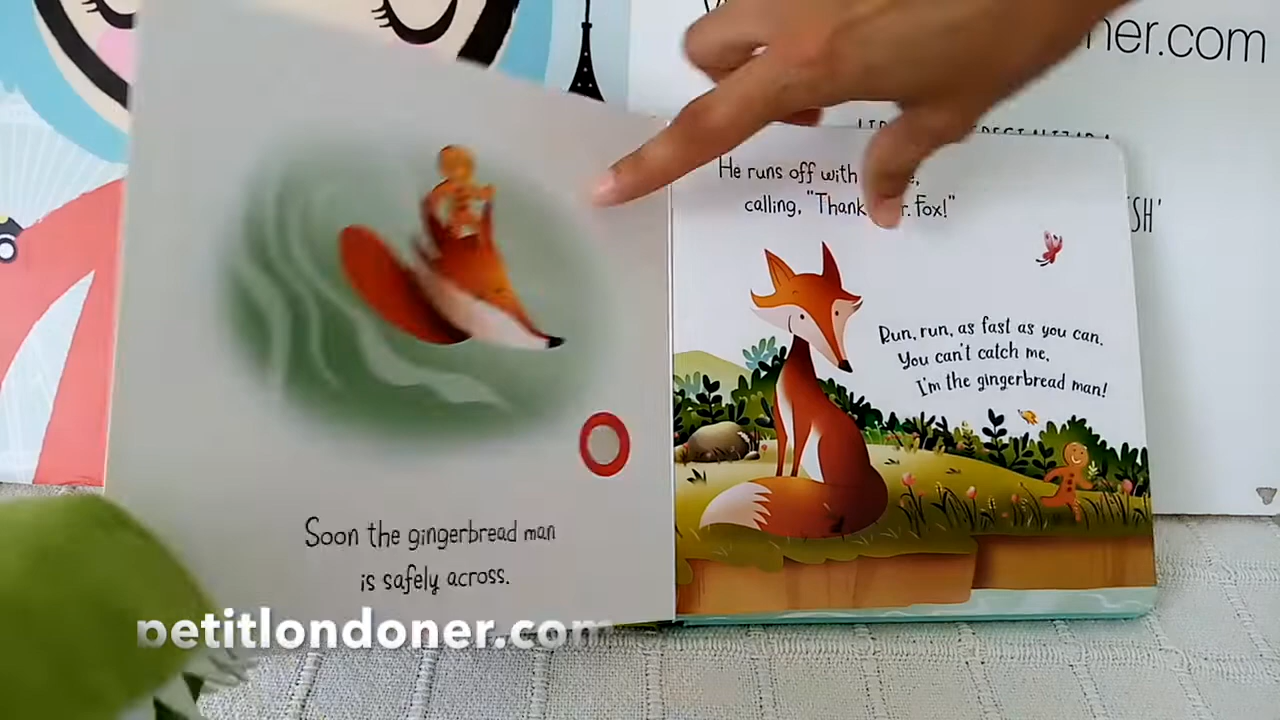 ner.com
SH'
He runs off with
calling, "Thank r. Fox!"
Run, run, as fast as you can.
You can't catch me,
I'm the gingerbread man!
Soon the gingerbread man
is safely across.
petitlondoner.com